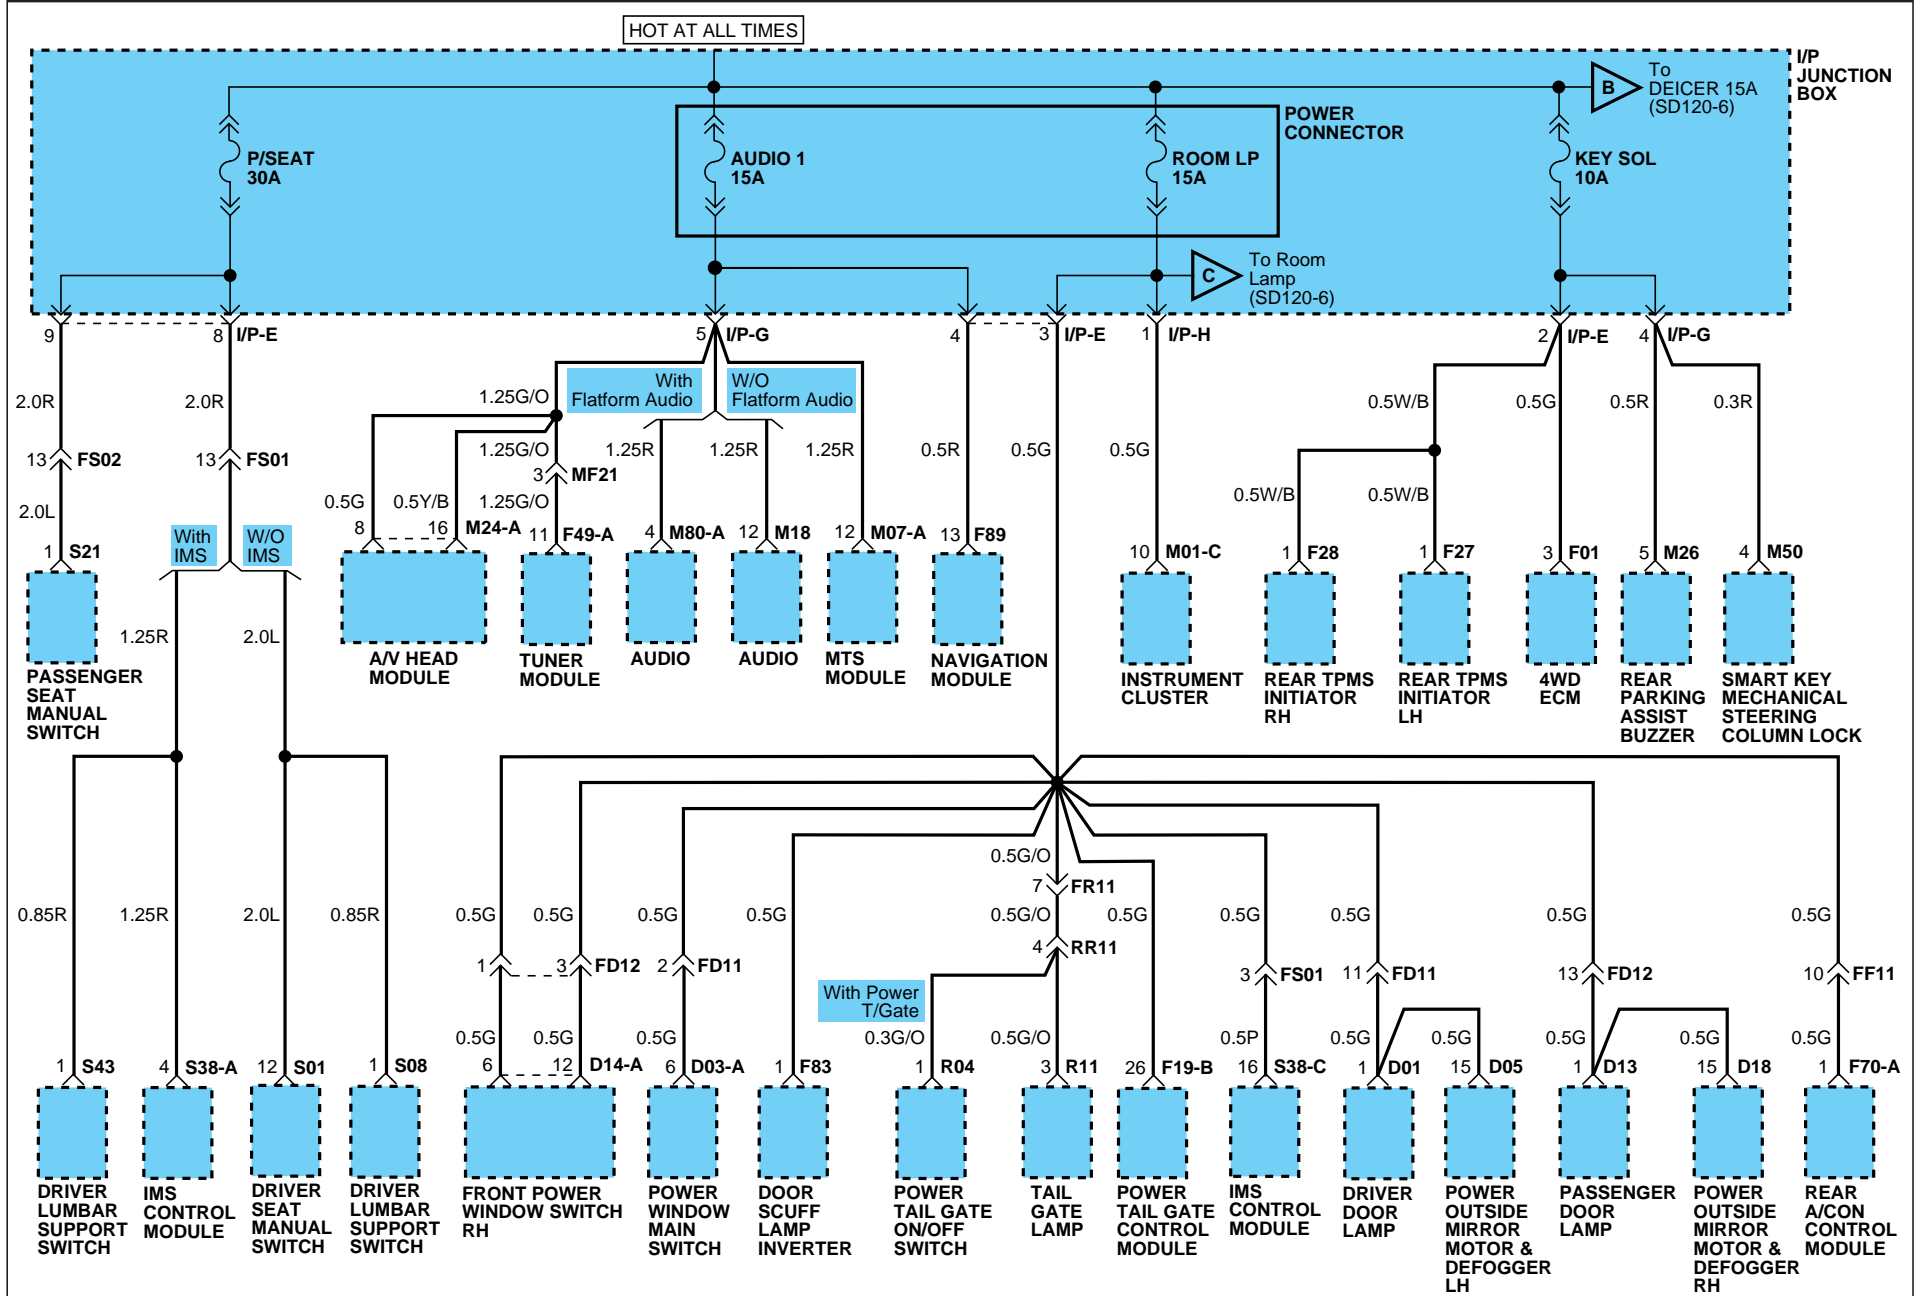 HOT AT ALL TIMES
I/P
JUNCTION
BOX
B
To
DEICER 15A
(SD120-6)
POWER
CONNECTOR
P/SEAT
30A
AUDIO 1
15A
ROOM LP
15A
KEY SOL
10A
C
To Room
Lamp
(SD120-6)
9
8
I/P-E
5
I/P-G
4
3
I/P-E
1
I/P-H
2
I/P-E
4
I/P-G
2.0R
2.0R
1.25G/O
With
Flatform Audio
W/O
Flatform Audio
0.5W/B
0.5G
0.5R
0.3R
13
FS02
13
FS01
1.25G/O
1.25R
1.25R
1.25R
0.5R
0.5G
0.5G
3
MF21
0.5G
0.5Y/B
1.25G/O
0.5W/B
0.5W/B
2.0L
With
IMS
W/O
IMS
8
16
M24-A
11
F49-A
4
M80-A
12
M18
12
M07-A
13
F89
1
S21
10
M01-C
1
F28
1
F27
3
F01
5
M26
4
M50
1.25R
2.0L
PASSENGER
SEAT
MANUAL
SWITCH
A/V HEAD
MODULE
TUNER
MODULE
AUDIO
AUDIO
MTS
MODULE
NAVIGATION
MODULE
INSTRUMENT
CLUSTER
REAR TPMS
INITIATOR
RH
REAR TPMS
INITIATOR
LH
4WD
ECM
REAR
PARKING
ASSIST
BUZZER
SMART KEY
MECHANICAL
STEERING
COLUMN LOCK
0.5G/O
7
FR11
0.85R
1.25R
2.0L
0.85R
0.5G
0.5G
0.5G
0.5G
0.5G/O
0.5G
0.5G
0.5G
0.5G
0.5G
4
RR11
1
3
FD12
2
FD11
3
FS01
11
FD11
13
FD12
10
FF11
With Power
T/Gate
0.5G
0.5G
0.5G
0.3G/O
0.5G/O
0.5P
0.5G
0.5G
0.5G
0.5G
0.5G
1
S43
4
S38-A
12
S01
1
S08
6
12
D14-A
6
D03-A
1
F83
1
R04
3
R11
26
F19-B
16
S38-C
1
D01
15
D05
1
D13
15
D18
1
F70-A
DRIVER
LUMBAR
SUPPORT
SWITCH
IMS
CONTROL
MODULE
DRIVER
SEAT
MANUAL
SWITCH
DRIVER
LUMBAR
SUPPORT
SWITCH
FRONT POWER
WINDOW SWITCH
RH
POWER
WINDOW
MAIN
SWITCH
DOOR
SCUFF
LAMP
INVERTER
POWER
TAIL GATE
ON/OFF
SWITCH
TAIL
GATE
LAMP
POWER
TAIL GATE
CONTROL
MODULE
IMS
CONTROL
MODULE
DRIVER
DOOR
LAMP
POWER
OUTSIDE
MIRROR
MOTOR &
DEFOGGER
LH
PASSENGER
DOOR
LAMP
POWER
OUTSIDE
MIRROR
MOTOR &
DEFOGGER
RH
REAR
A/CON
CONTROL
MODULE